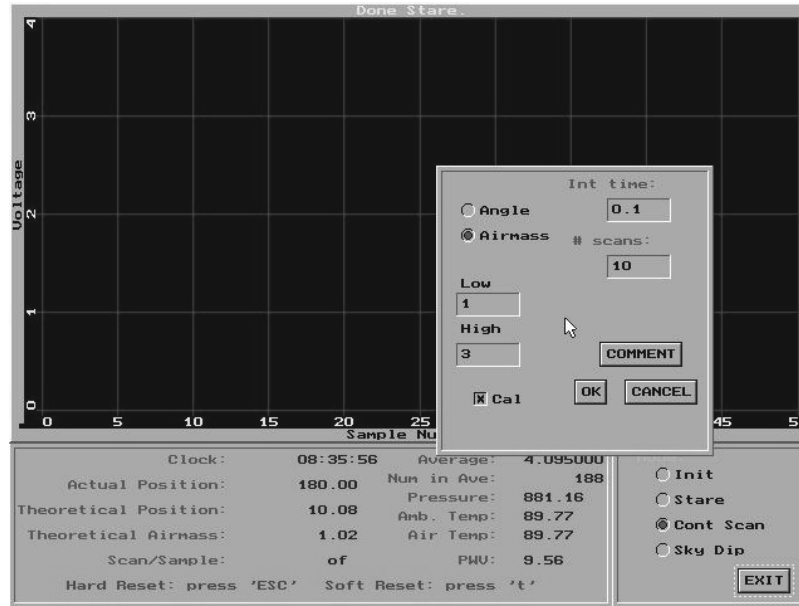 Done Stare.
4
3
2
1
0
Voltage
0 5 10 15 20 25 45 5
Sample Nu
Int time:
Angle 0.1
Airmass # scans:
10
Low
1
High
3 COMMENT
Cal OK CANCEL
Clock: 08:35:56 Average: 4.095000
Actual Position: 180.00 Num in Ave: 188
Pressure: 881.16
Theoretical Position: 10.08 Amb. Temp: 89.77
Theoretical Airmass: 1.02 Air Temp: 89.77
Scan/Sample: of PWV: 9.56
Hard Reset: press 'ESC' Soft Reset: press 't'
Init
Stare
Cont Scan
Sky Dip
EXIT